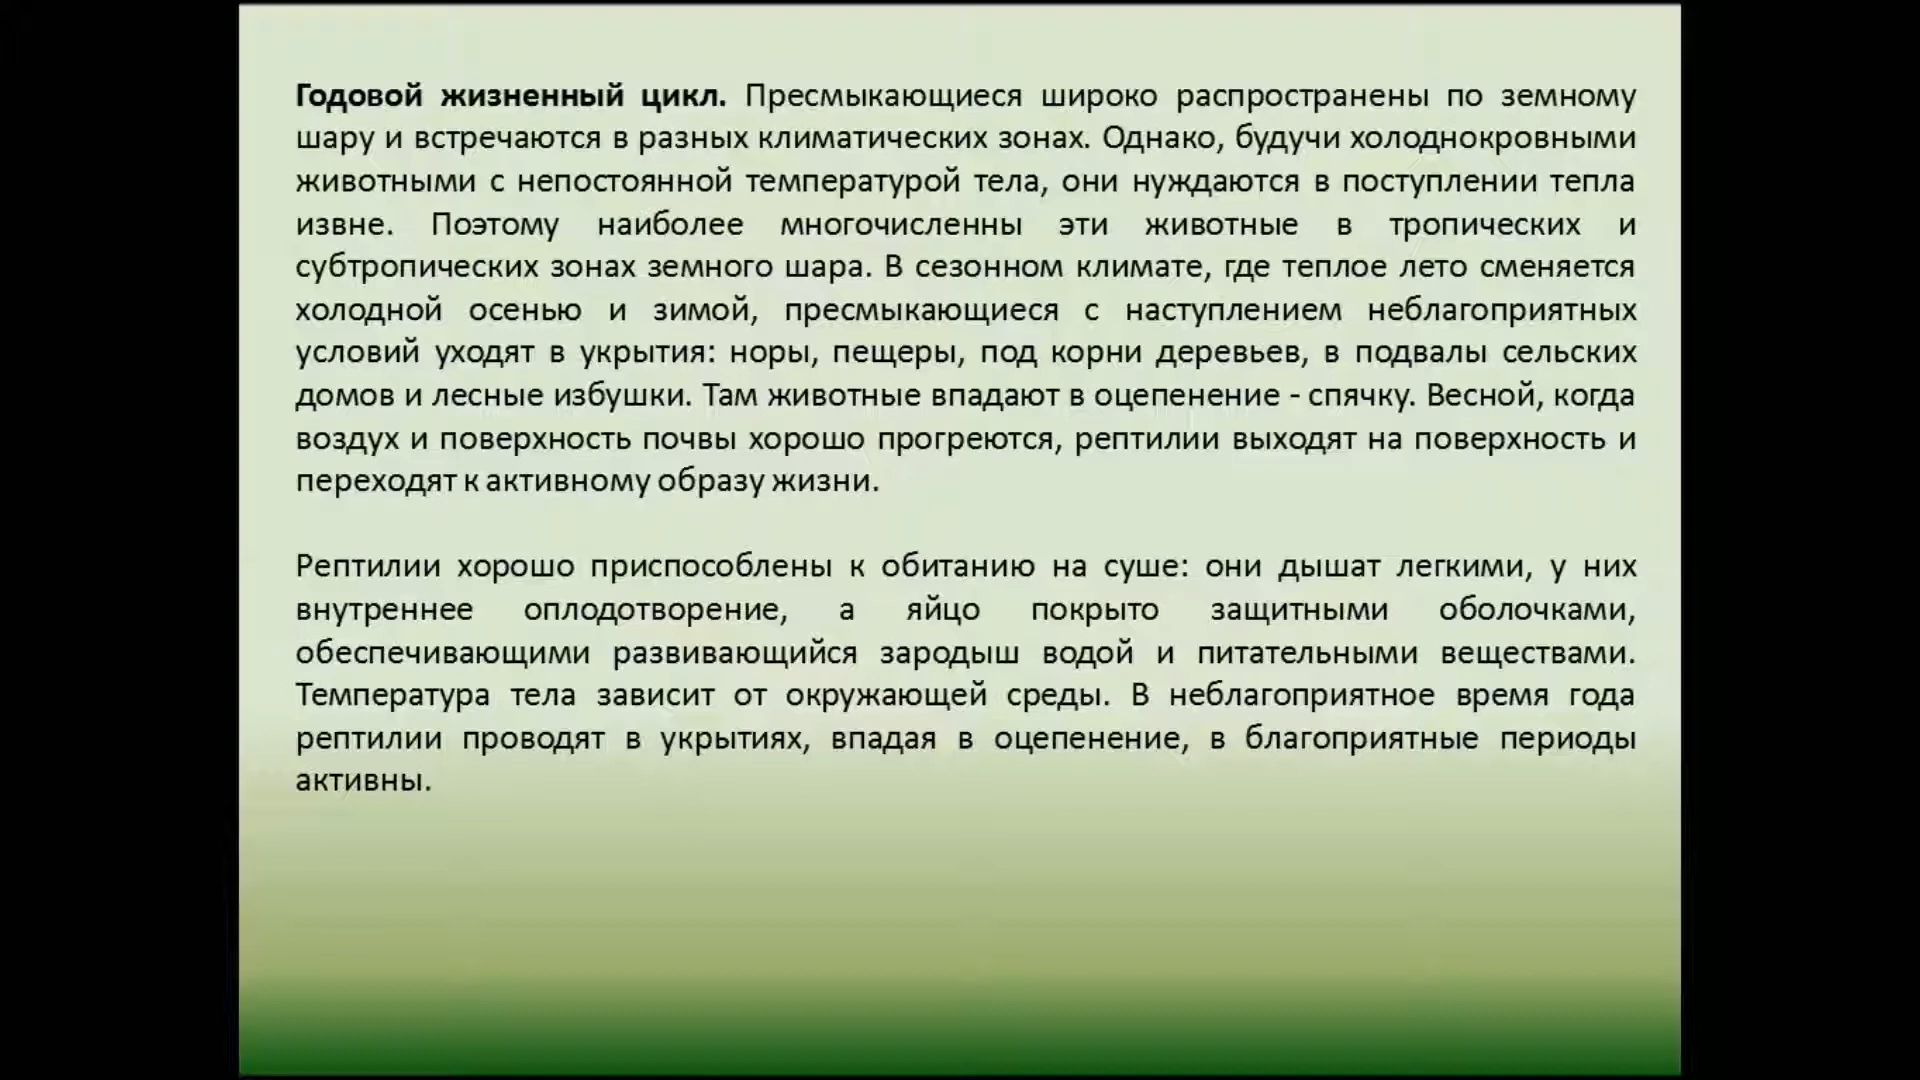 Годовой жизненный цикл. Пресмыкающиеся широко распространены по земному
шару и встречаются в разных климатических зонах. Однако, будучи холоднокровными
животными с непостоянной температурой тела, они нуждаются в поступлении тепла
извне. Поэтому наиболее многочисленны эти животные в тропических и
субтропических зонах земного шара. В сезонном климате, где теплое лето сменяется
холодной осенью и зимой, пресмыкающиеся с наступлением неблагоприятных
условий уходят в укрытия: норы, пещеры, под корни деревьев, в подвалы сельских
домов и лесные избушки. Там животные впадают в оцепенение - спячку. Весной, когда
воздух и поверхность почвы хорошо прогреются, рептилии выходят на поверхность и
переходят к активному образу жизни.
Рептилии хорошо приспособлены к обитанию на суше: они дышат легкими, у них
внутреннее оплодотворение, а яйцо покрыто защитными оболочками,
обеспечивающими развивающийся зародыш водой и питательными веществами.
Температура тела зависит от окружающей среды. В неблагоприятное время года
рептилии проводят в укрытиях, впадая в оцепенение, в благоприятные периоды
активны.